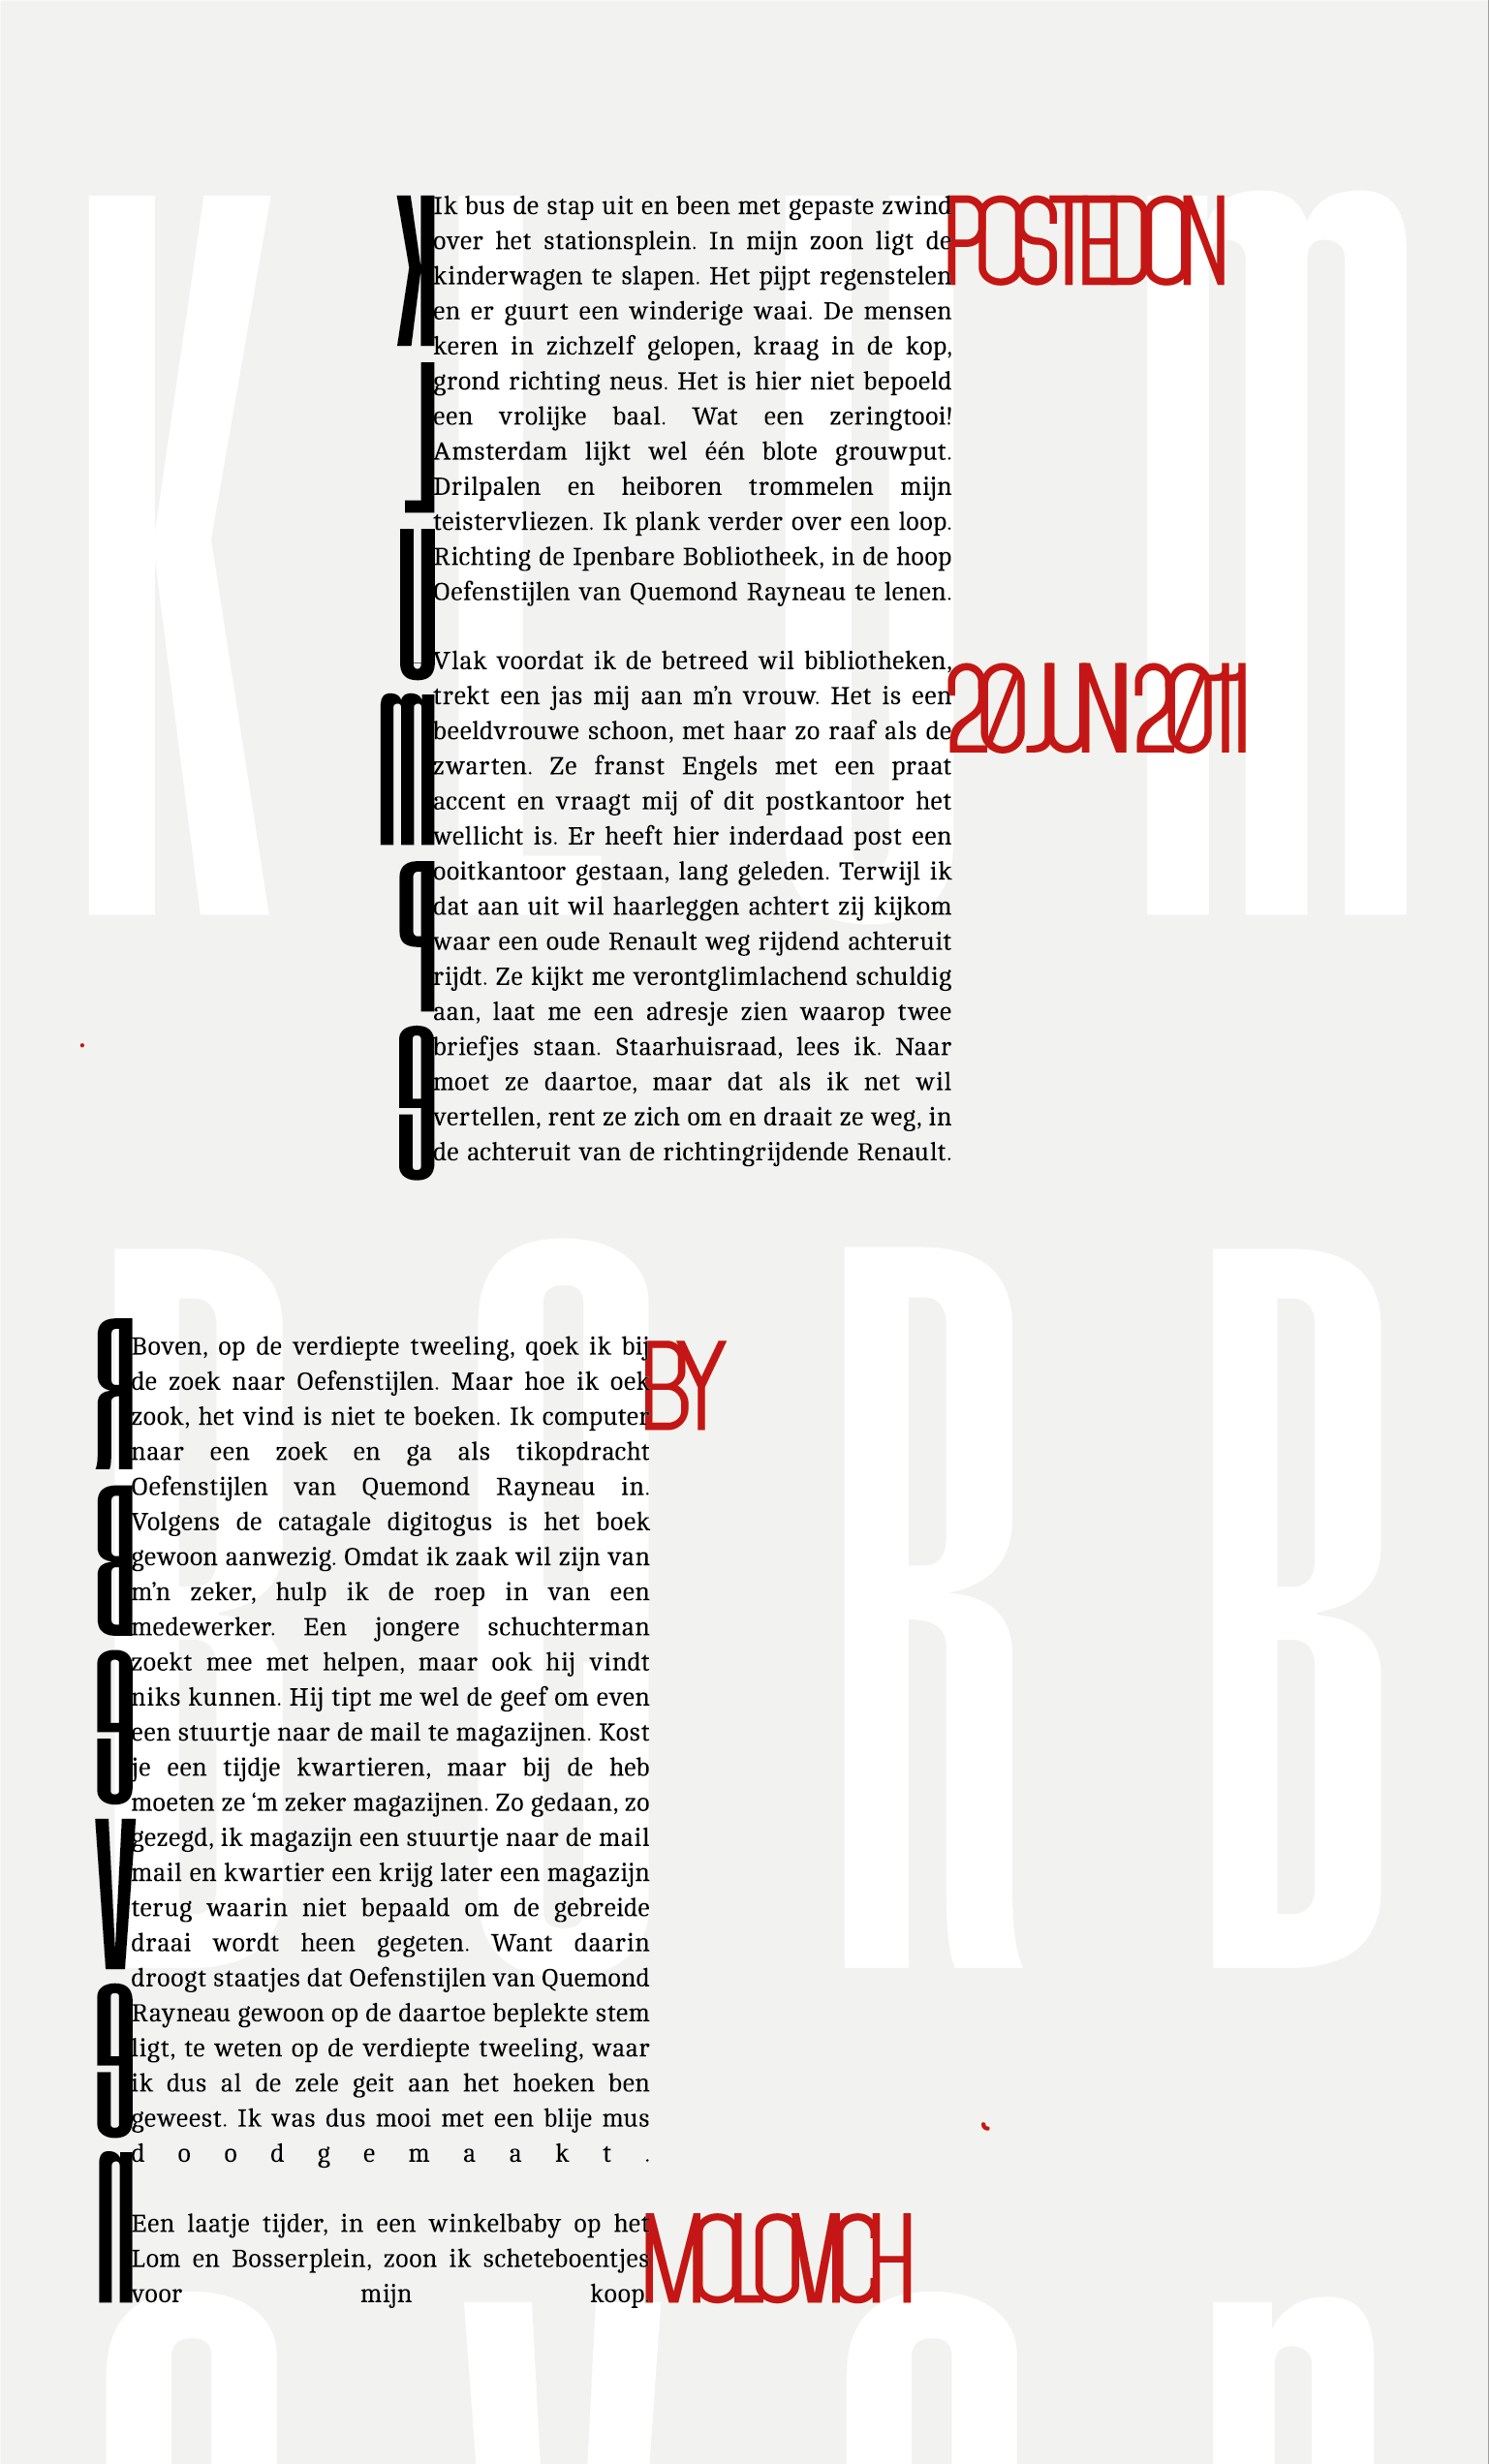 KLUm
Ik bus de stap uit en been met gepaste zwind
over het stationsplein. In mijn zoon ligt de
kinderwagen te slapen. Het pijpt regenstelen
en er guurt een winderige waai. De mensen
keren in zichzelf gelopen, kraag in de kop,
grond richting neus. Het is hier niet bepoeld
een vrolijke baal. Wat een zeringtooi!
Amsterdam lijkt wel één blote grouwput.
Drilpalen en heiboren trommelen mijn
teistervliezen. Ik plank verder over een loop.
Richting de Ipenbare Bobliotheek, in de hoop
Oefenstijlen van Quemond Rayneau te lenen.
POSTED ON
Vlak voordat ik de betreed wil bibliotheken,
trekt een jas mij aan m’n vrouw. Het is een
beeldvrouwe schoon, met haar zo raaf als de
zwarten. Ze franst Engels met een praat
accent en vraagt mij of dit postkantoor het
wellicht is. Er heeft hier inderdaad post een
ooitkantoor gestaan, lang geleden. Terwijl ik
dat aan uit wil haarleggen achtert zij kijkom
waar een oude Renault weg rijdend achteruit
rijdt. Ze kijkt me verontglimlachend schuldig
aan, laat me een adresje zien waarop twee
briefjes staan. Staarhuisraad, lees ik. Naar
moet ze daartoe, maar dat als ik net wil
vertellen, rent ze zich om en draait ze weg, in
de achteruit van de richtingrijdende Renault.
20 JUN 2011
Boven, op de verdiepte tweeling, qoek ik bij
de zoek naar Oefenstijlen. Maar hoe ik oek
zook, het vind is niet te boeken. Ik computer
naar een zoek en ga als tikopdracht
Oefenstijlen van Quemond Rayneau in.
Volgens de catagale digitogus is het boek
gewoon aanwezig. Omdat ik zaak wil zijn van
m’n zeker, hulp ik de roep in van een
medewerker. Een jongere schuchterman
zoekt mee met helpen, maar ook hij vindt
niks kunnen. Hij tipt me wel de geef om even
een stuurtje naar de mail te magazijnen. Kost
je een tijdje kwartieren, maar bij de heb
moeten ze ‘m zeker magazijnen. Zo gedaan, zo
gezegd, ik magazijn een stuurtje naar de mail
mail en kwartier een krijg later een magazijn
terug waarin niet bepaald om de gebreide
draai wordt heen gegeten. Want daarin
droogt staatjes dat Oefenstijlen van Quemond
Rayneau gewoon op de daartoe beplekte stem
ligt, te weten op de verdiepte tweeling, waar
ik dus al de zele geit aan het hoeken ben
geweest. Ik was dus mooi met een blije mus
doodgemaakt.
BY
Een laatje tijder, in een winkelbaby op het
Lom en Bosserplein, zoon ik scheteboentjes
voor mijn koop.
MOLOVICH